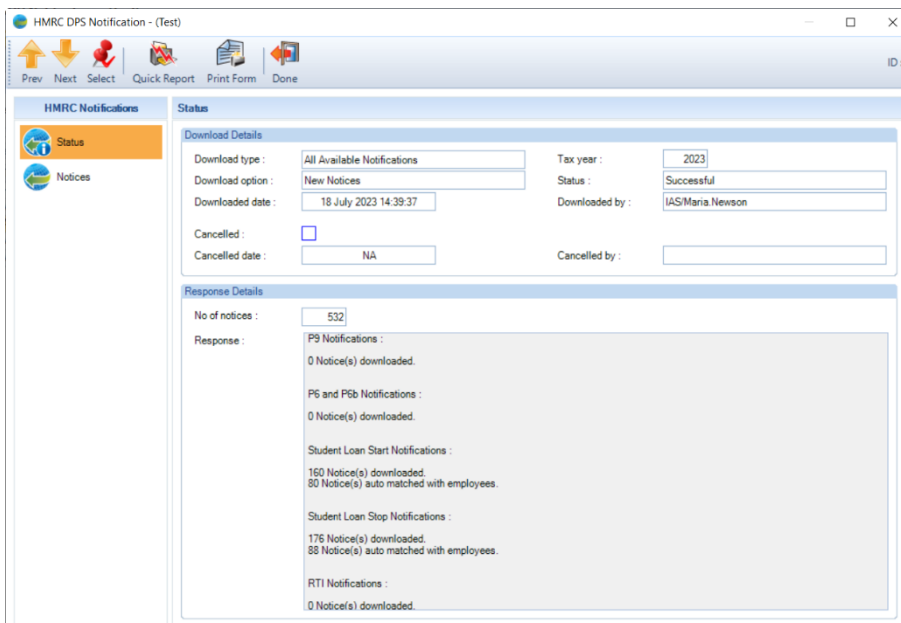 HMRC DPS Notification - (Test)
Prev Next Select Quick Report Print Form Done
ID
HMRC Notifications
Status
Notices
Status
Download Details
Download type : All Available Notifications Tax year : 2023
Download option : New Notices Status : Successful
Downloaded date : 18 July 2023 14:39:37 Downloaded by : IAS/Maria.Newson
Cancelled :
Cancelled date : NA Cancelled by :
Response Details
No of notices : 532
Response :
P9 Notifications :
0 Notice(s) downloaded.
P6 and P6b Notifications :
0 Notice(s) downloaded.
Student Loan Start Notifications :
160 Notice(s) downloaded.
80 Notice(s) auto matched with employees.
Student Loan Stop Notifications :
176 Notice(s) downloaded.
88 Notice(s) auto matched with employees.
RTI Notifications :
0 Notice(s) downloaded.